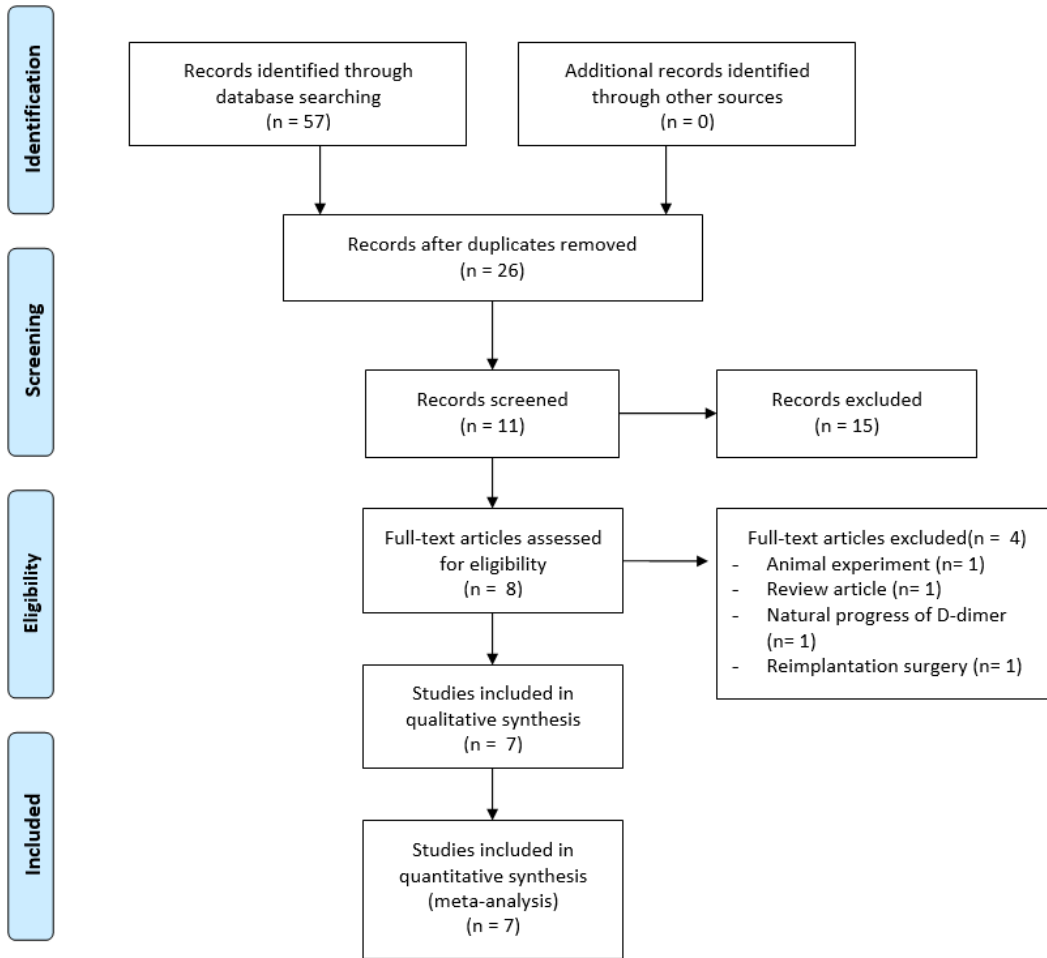 Identification
Records identified through
database searching
(n = 57)
Additional records identified
through other sources
(n = 0)
Records after duplicates removed
(n = 26)
Screening
Records screened
(n = 11)
Records excluded
(n = 15)
Eligibility
Full-text articles assessed
for eligibility
(n = 8)
Full-text articles excluded(n = 4)
- Animal experiment (n= 1)
- Review article (n= 1)
- Natural progress of D-dimer
(n= 1)
- Reimplantation surgery (n= 1)
Studies included in
qualitative synthesis
(n = 7)
Included
Studies included in
quantitative synthesis
(meta-analysis)
(n = 7)